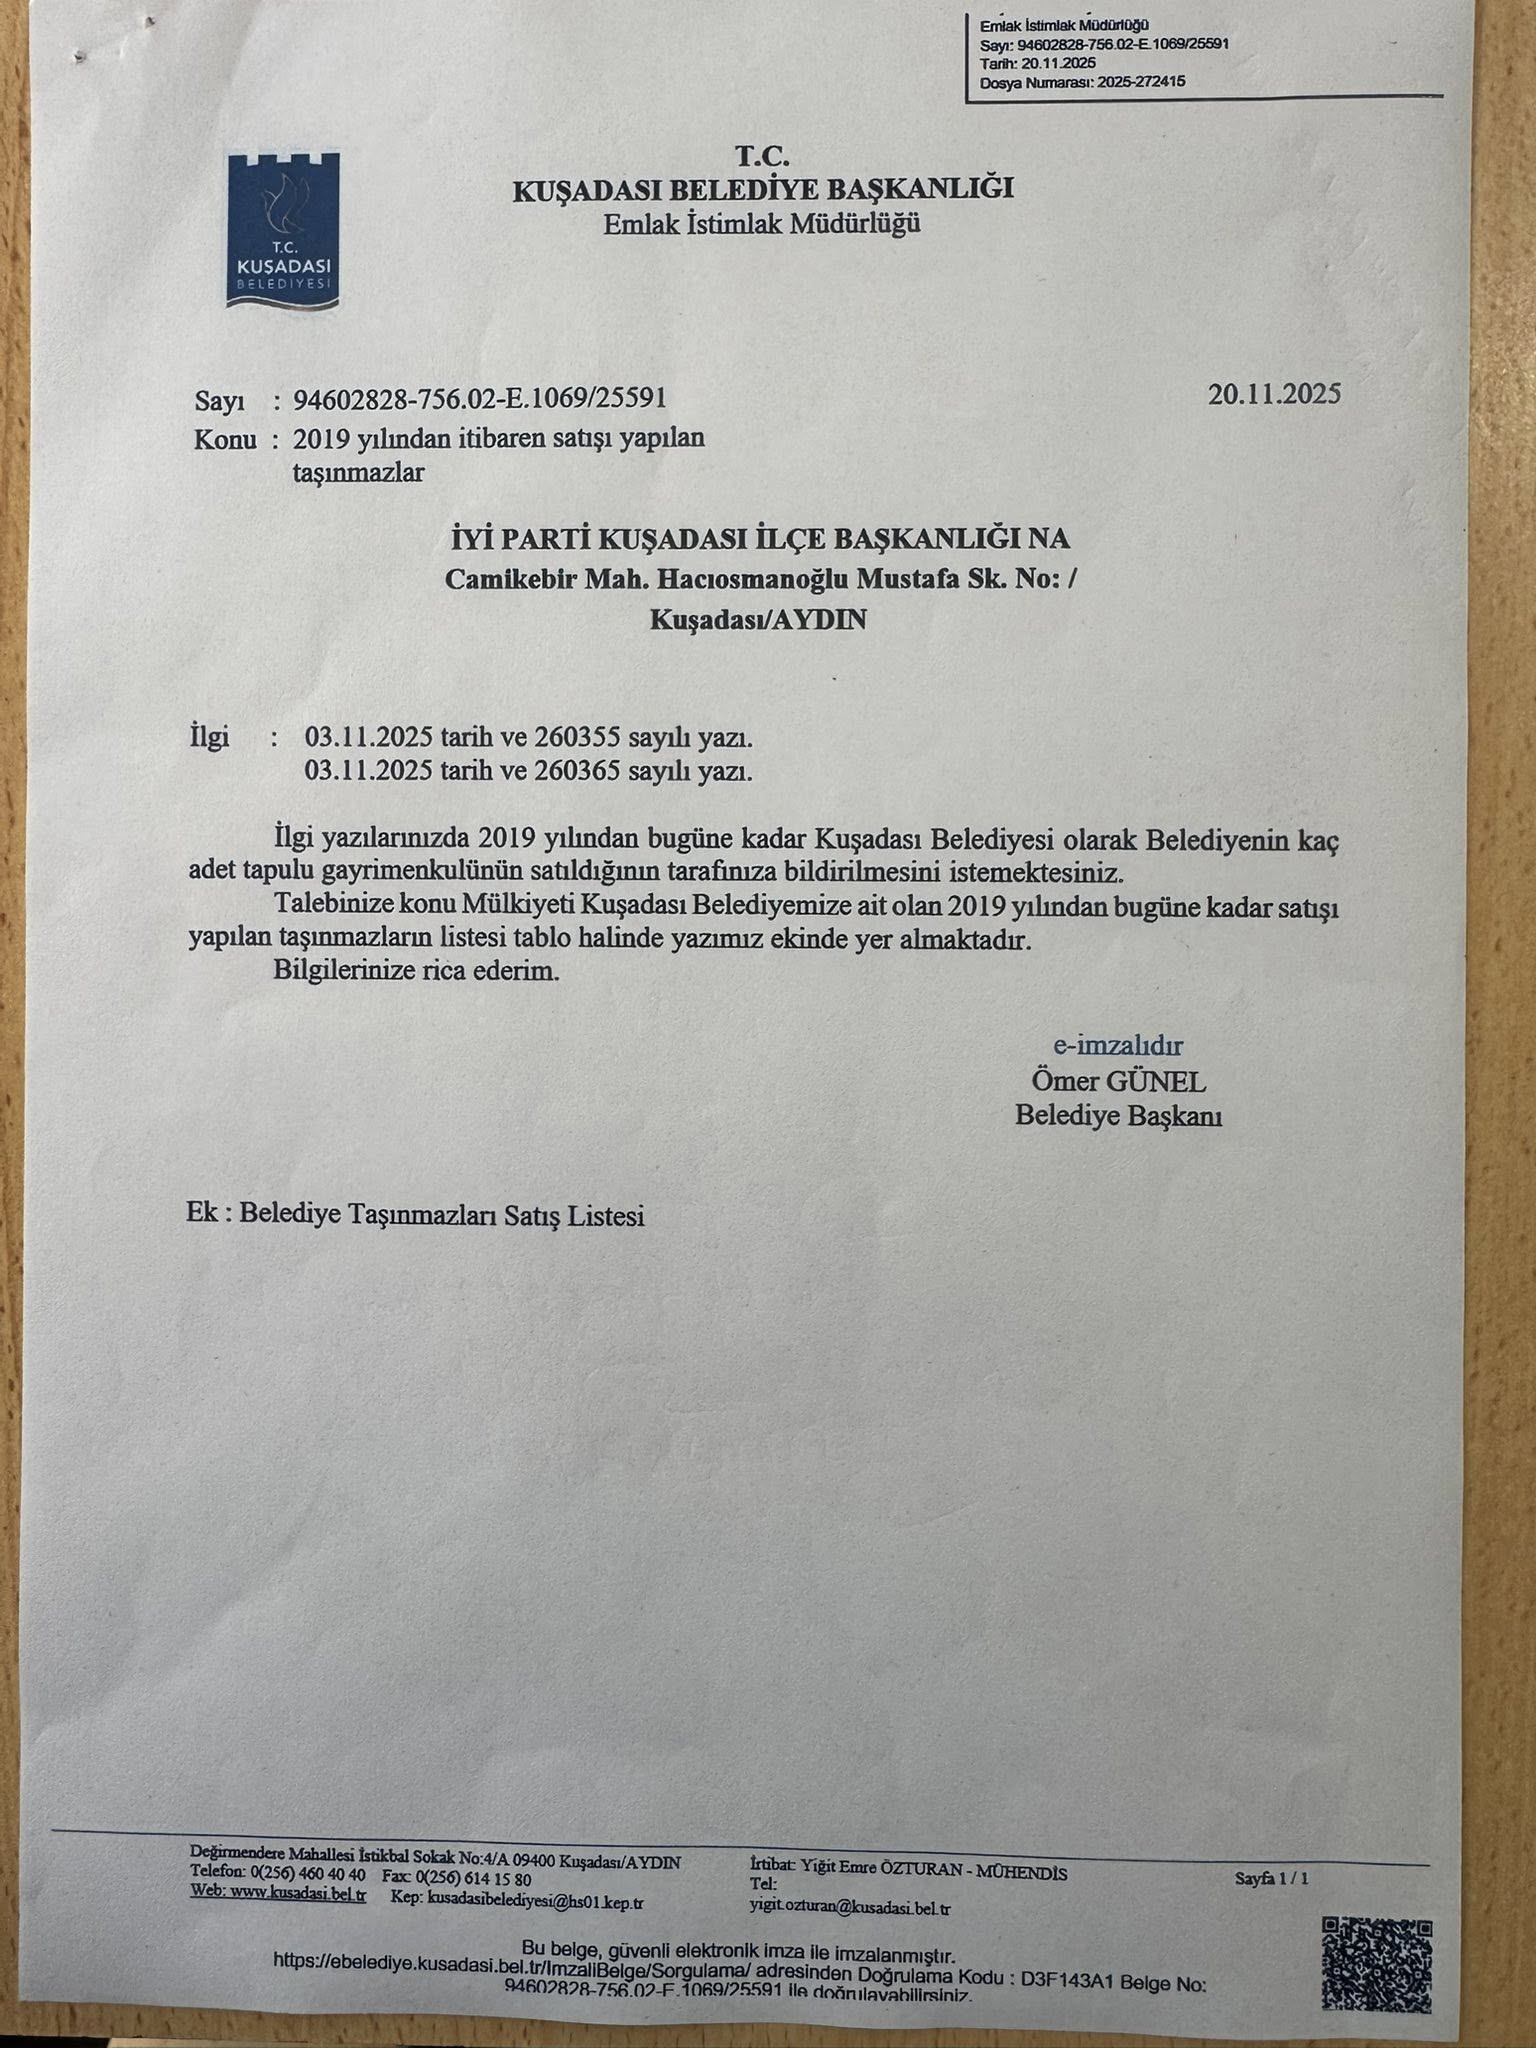 Emlak İstimlak Müdürlüğü
Sayı: 94602828-756.02-E.1069/25591
Tarih: 20.11.2025
Dosya Numarası: 2025-272415
T.C.
KUŞADASI BELEDİYE BAŞKANLIĞI
Emlak İstimlak Müdürlüğü
T.C.
KUŞADASI
BELEDİYESİ
Sayı : 94602828-756.02-E.1069/25591 20.11.2025
Konu : 2019 yılından itibaren satışı yapılan
taşınmazlar
İYİ PARTİ KUŞADASI İLÇE BAŞKANLIĞI NA
Camikebir Mah. Hacıosmanoğlu Mustafa Sk. No: /
Kuşadası/AYDIN
İlgi : 03.11.2025 tarih ve 260355 sayılı yazı.
03.11.2025 tarih ve 260365 sayılı yazı.
İlgi yazılarınızda 2019 yılından bugüne kadar Kuşadası Belediyesi olarak Belediyenin kaç
adet tapulu gayrimenkulünün satıldığının tarafınıza bildirilmesini istemektesiniz.
Talebinize konu Mülkiyeti Kuşadası Belediyemize ait olan 2019 yılından bugüne kadar satışı
yapılan taşınmazların listesi tablo halinde yazımız ekinde yer almaktadır.
Bilgilerinize rica ederim.
e-imzalıdır
Ömer GÜNEL
Belediye Başkanı
Ek : Belediye Taşınmazları Satış Listesi
Değirmendere Mahallesi İstikbal Sokak No:4/A 09400 Kuşadası/AYDIN
Telefon: 0(256) 460 40 40 Fax: 0(256) 614 15 80
Web: www.kusadasi.bel.tr Kep: kusadasibelediyesi@hs01.kep.tr
İrtibat: Yiğit Emre ÖZTURAN - MÜHENDİS
Tel:
yigit.ozturan@kusadasi.bel.tr
Sayfa 1 / 1
Bu belge, güvenli elektronik imza ile imzalanmıştır.
https://ebelediye.kusadasi.bel.tr/ImzaliBelge/Sorgulama/ adresinden Doğrulama Kodu : D3F143A1 Belge No:
94602828-756.02-E.1069/25591 ile doğrulayabilirsiniz.